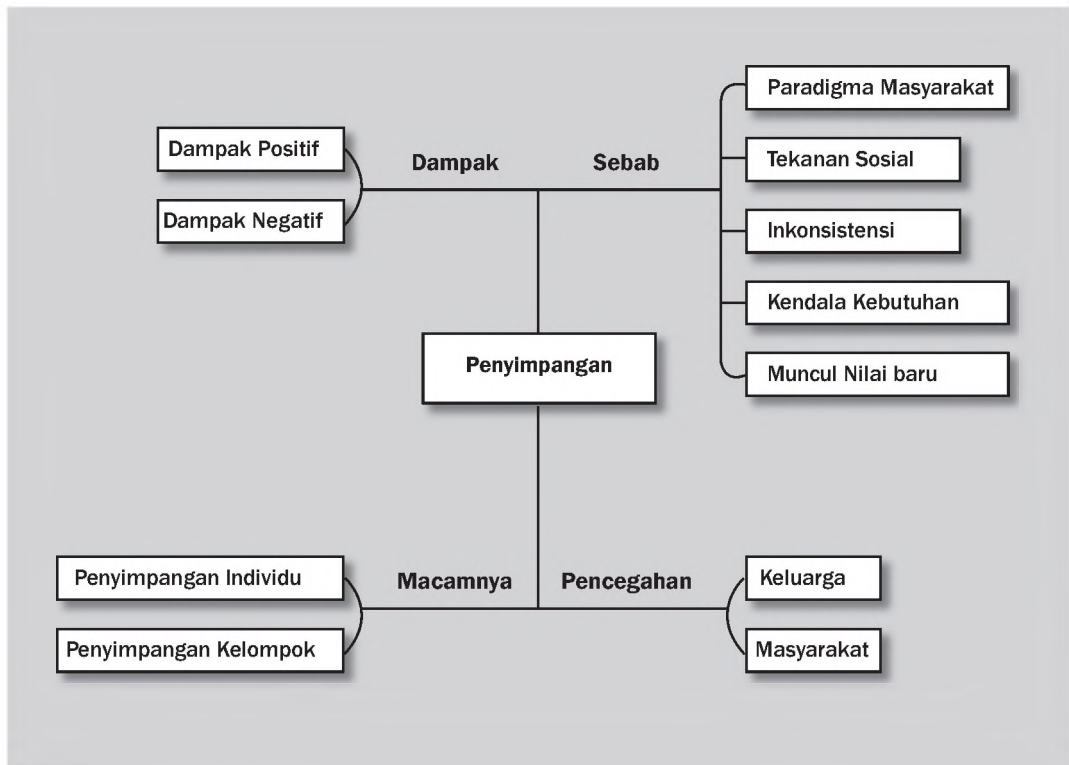 Dampak Positif
Dampak Negatif
Dampak
Sebab
Paradigma Masyarakat
Tekanan Sosial
Inkonsistensi
Kendala Kebutuhan
Muncul Nilai baru
Penyimpangan
Penyimpangan Individu
Penyimpangan Kelompok
Macamnya
Pencegahan
Keluarga
Masyarakat